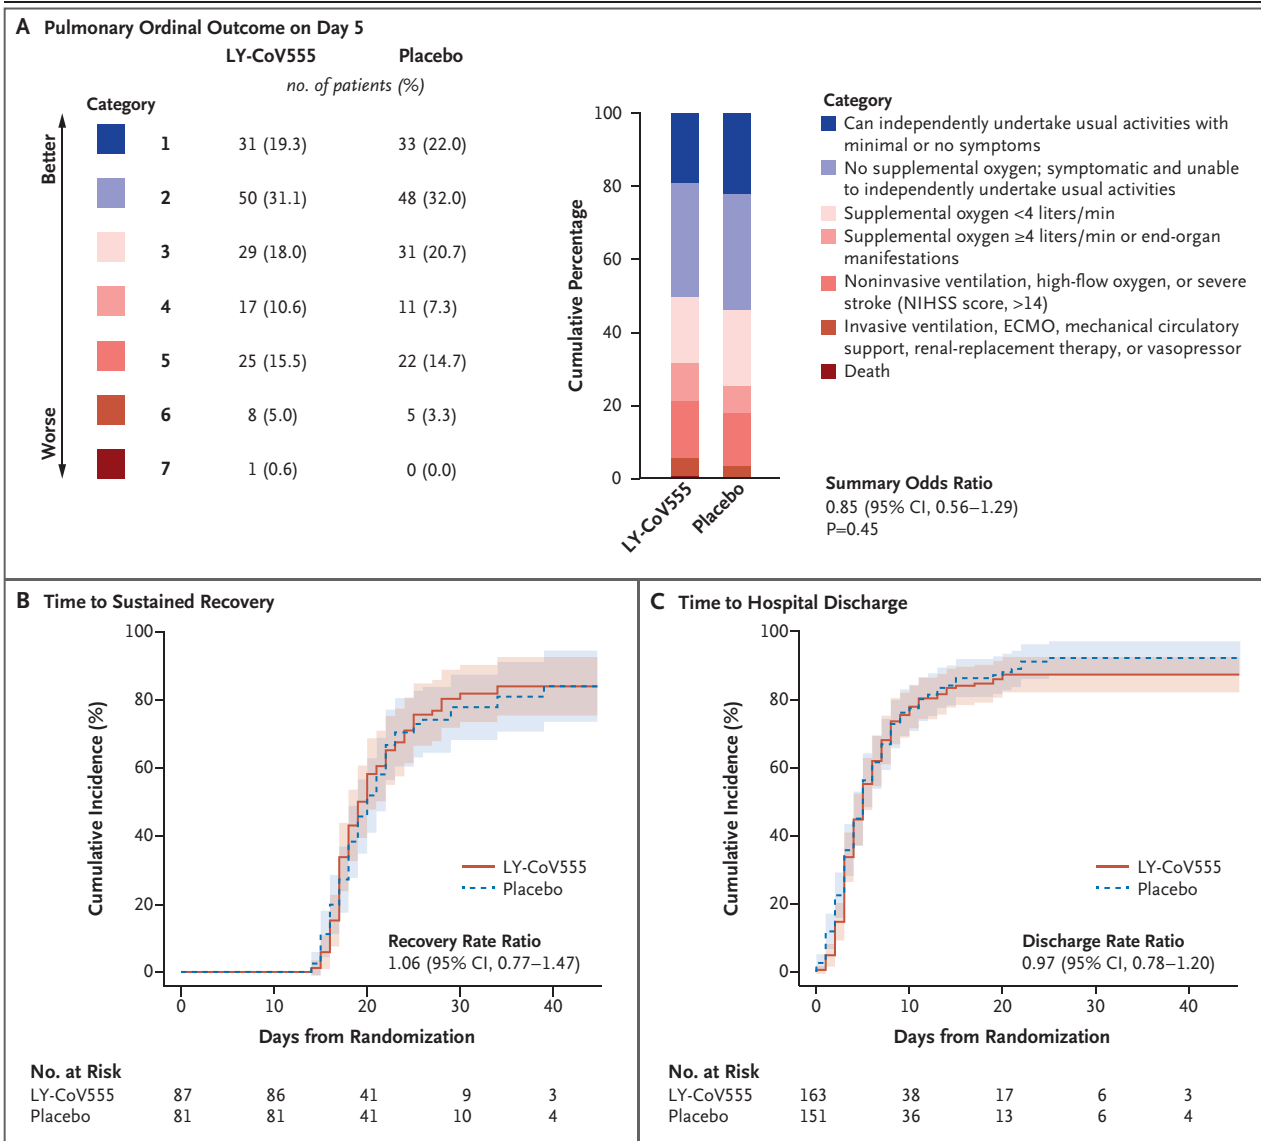 A Pulmonary Ordinal Outcome on Day 5
LY-CoV555 Placebo
no. of patients (%)
Category
Better
Worse
1 31 (19.3) 33 (22.0)
2 50 (31.1) 48 (32.0)
3 29 (18.0) 31 (20.7)
4 17 (10.6) 11 (7.3)
5 25 (15.5) 22 (14.7)
6 8 (5.0) 5 (3.3)
7 1 (0.6) 0 (0.0)
Cumulative Percentage
100
80
60
40
20
0
LY-CoV555
Placebo
Category
Can independently undertake usual activities with
minimal or no symptoms
No supplemental oxygen; symptomatic and unable
to independently undertake usual activities
Supplemental oxygen <4 liters/min
Supplemental oxygen ≥4 liters/min or end-organ
manifestations
Noninvasive ventilation, high-flow oxygen, or severe
stroke (NIHSS score, >14)
Invasive ventilation, ECMO, mechanical circulatory
support, renal-replacement therapy, or vasopressor
Death
Summary Odds Ratio
0.85 (95% CI, 0.56–1.29)
P=0.45
B Time to Sustained Recovery
Cumulative Incidence (%)
100
80
60
40
20
0
LY-CoV555
Placebo
Recovery Rate Ratio
1.06 (95% CI, 0.77–1.47)
0 10 20 30 40
Days from Randomization
No. at Risk
LY-CoV555 87 86 41 9 3
Placebo 81 81 41 10 4
C Time to Hospital Discharge
Cumulative Incidence (%)
100
80
60
40
20
0
LY-CoV555
Placebo
Discharge Rate Ratio
0.97 (95% CI, 0.78–1.20)
0 10 20 30 40
Days from Randomization
No. at Risk
LY-CoV555 163 38 17 6 3
Placebo 151 36 13 6 4